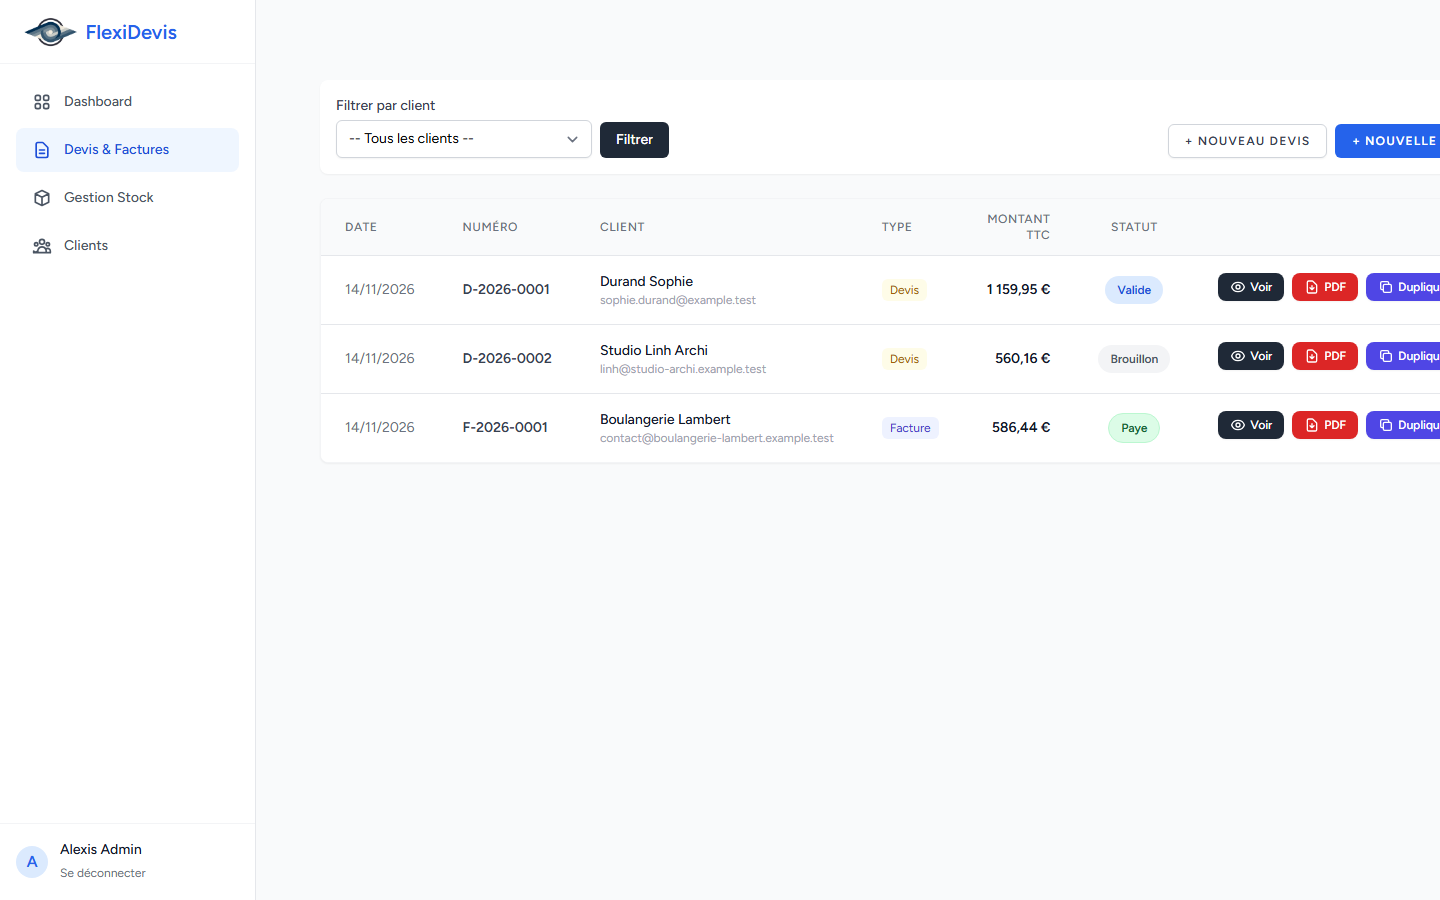 FlexiDevis
Dashboard
Devis & Factures
Gestion Stock
Clients
Alexis Admin
A
Se déconnecter
Filtrer par client
-- Tous les clients --
Filtrer
+ NOUVEAU DEVIS
+ NOUVELLE
DATE NUMÉRO CLIENT TYPE MONTANT TTC STATUT
14/11/2026 D-2026-0001 Durand Sophie Devis 1 159,95 € Valide Voir PDF Dupliqu
sophie.durand@example.test
14/11/2026 D-2026-0002 Studio Linh Archi Devis 560,16 € Brouillon Voir PDF Dupliqu
linh@studio-archi.example.test
14/11/2026 F-2026-0001 Boulangerie Lambert Facture 586,44 € Paye Voir PDF Dupliqu
contact@boulangerie-lambert.example.test